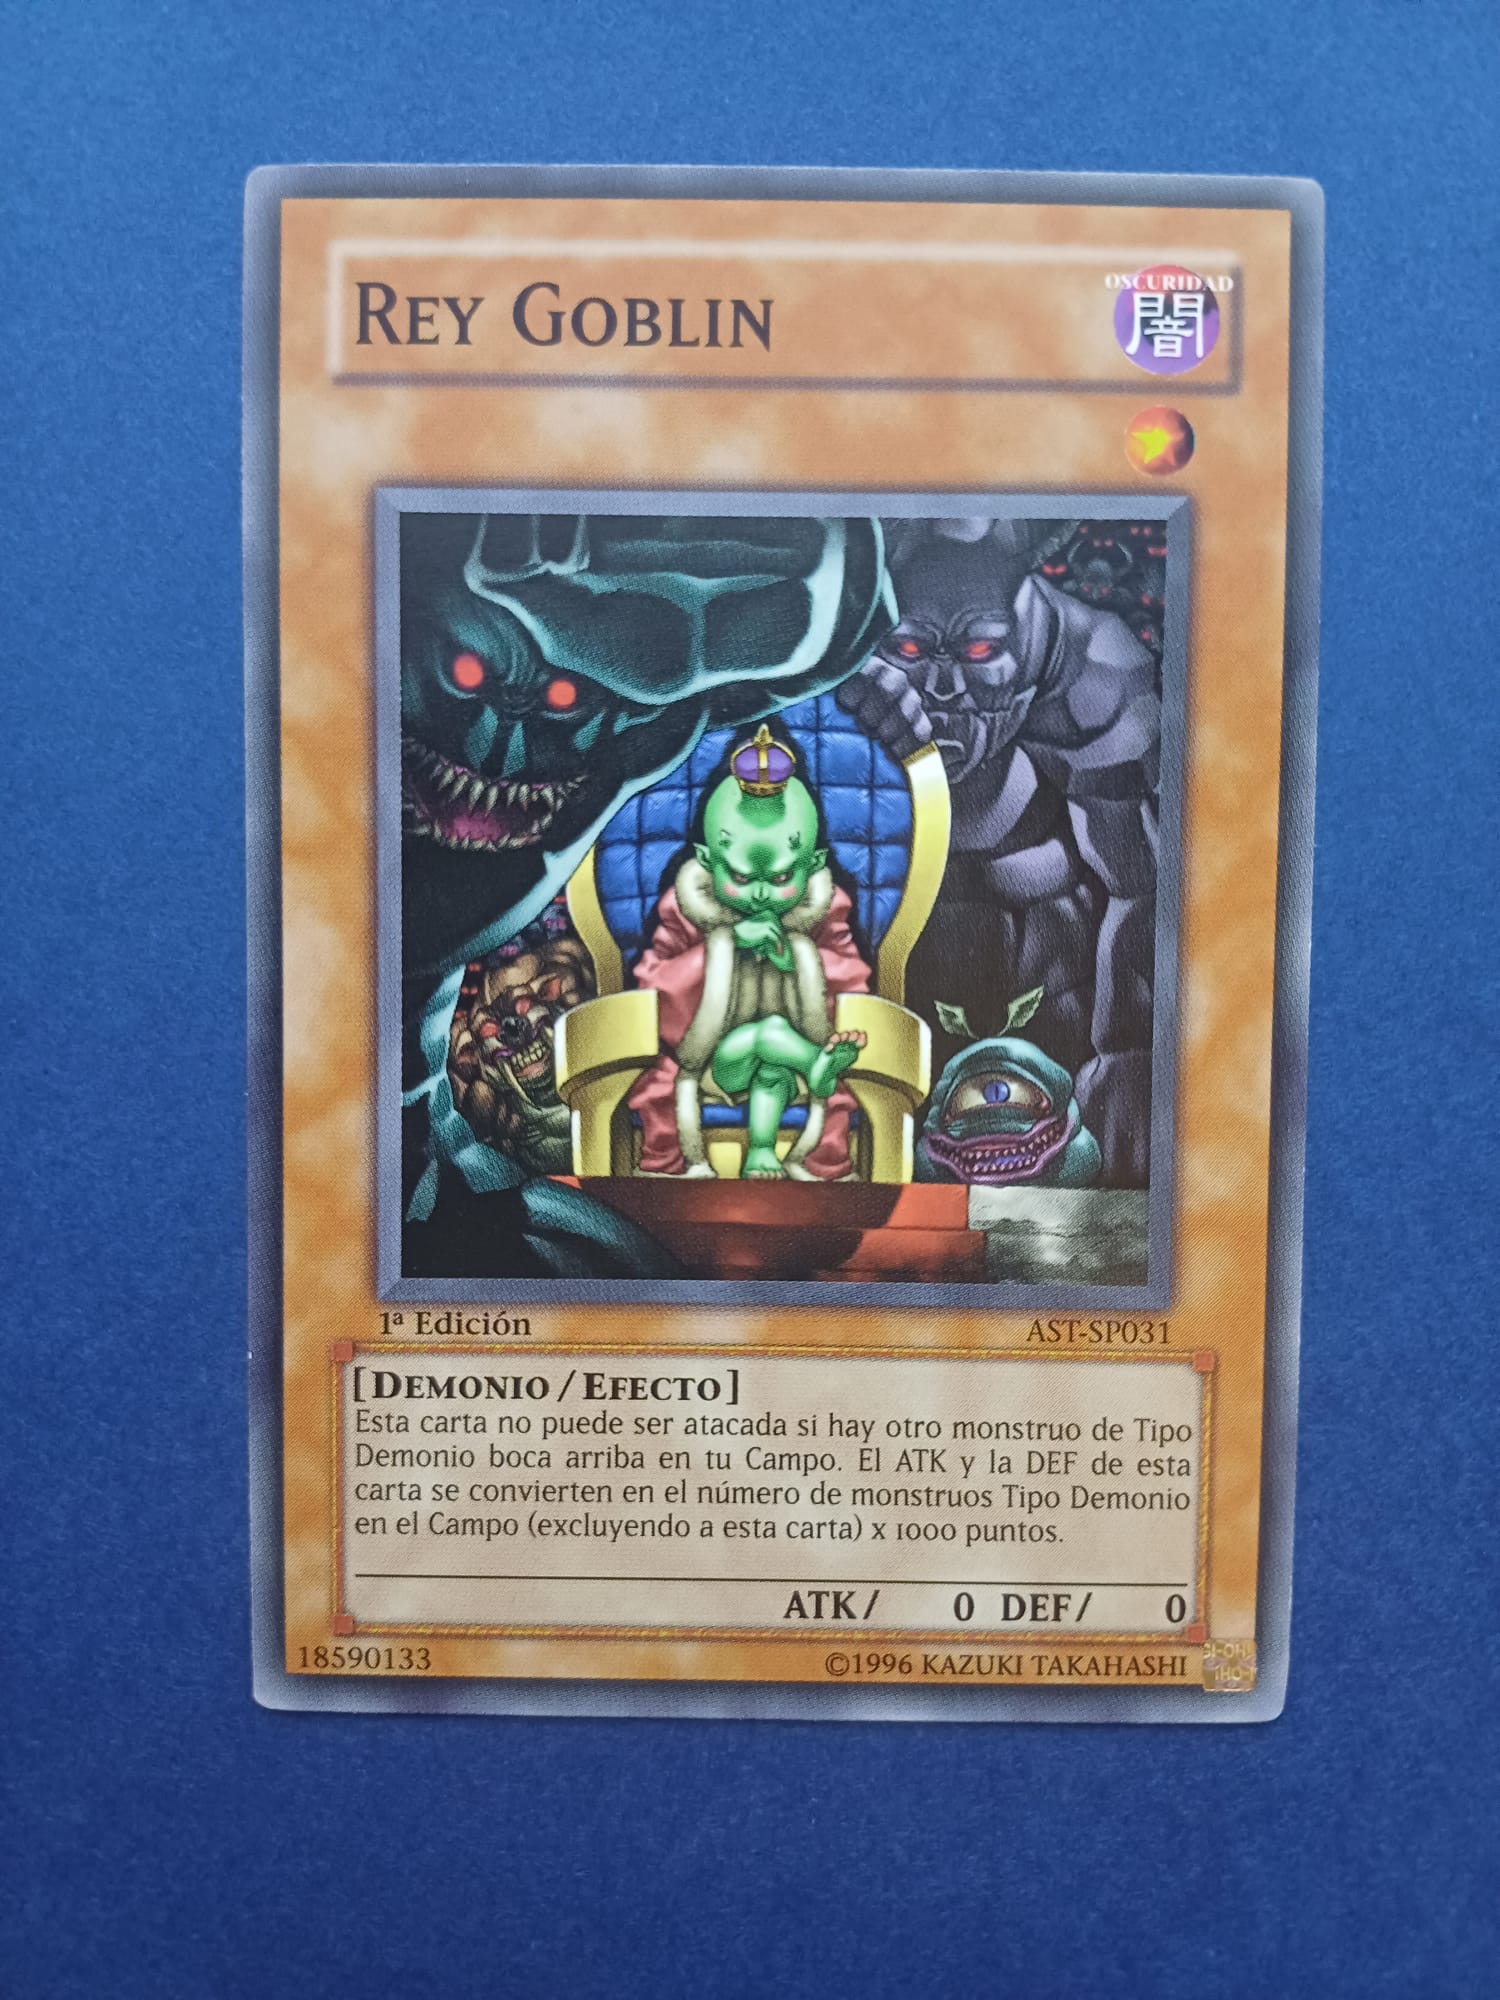 REY GOBLIN
OSCURIDAD
闇
1ª Edición
AST-SP031
[DEMONIO/EFECTO]
Esta carta no puede ser atacada si hay otro monstruo de Tipo
Demonio boca arriba en tu Campo. El ATK y la DEF de esta
carta se convierten en el número de monstruos Tipo Demonio
en el Campo (excluyendo a esta carta) x 1000 puntos.
ATK/ 0 DEF/ 0
18590133
©1996 KAZUKI TAKAHASHI